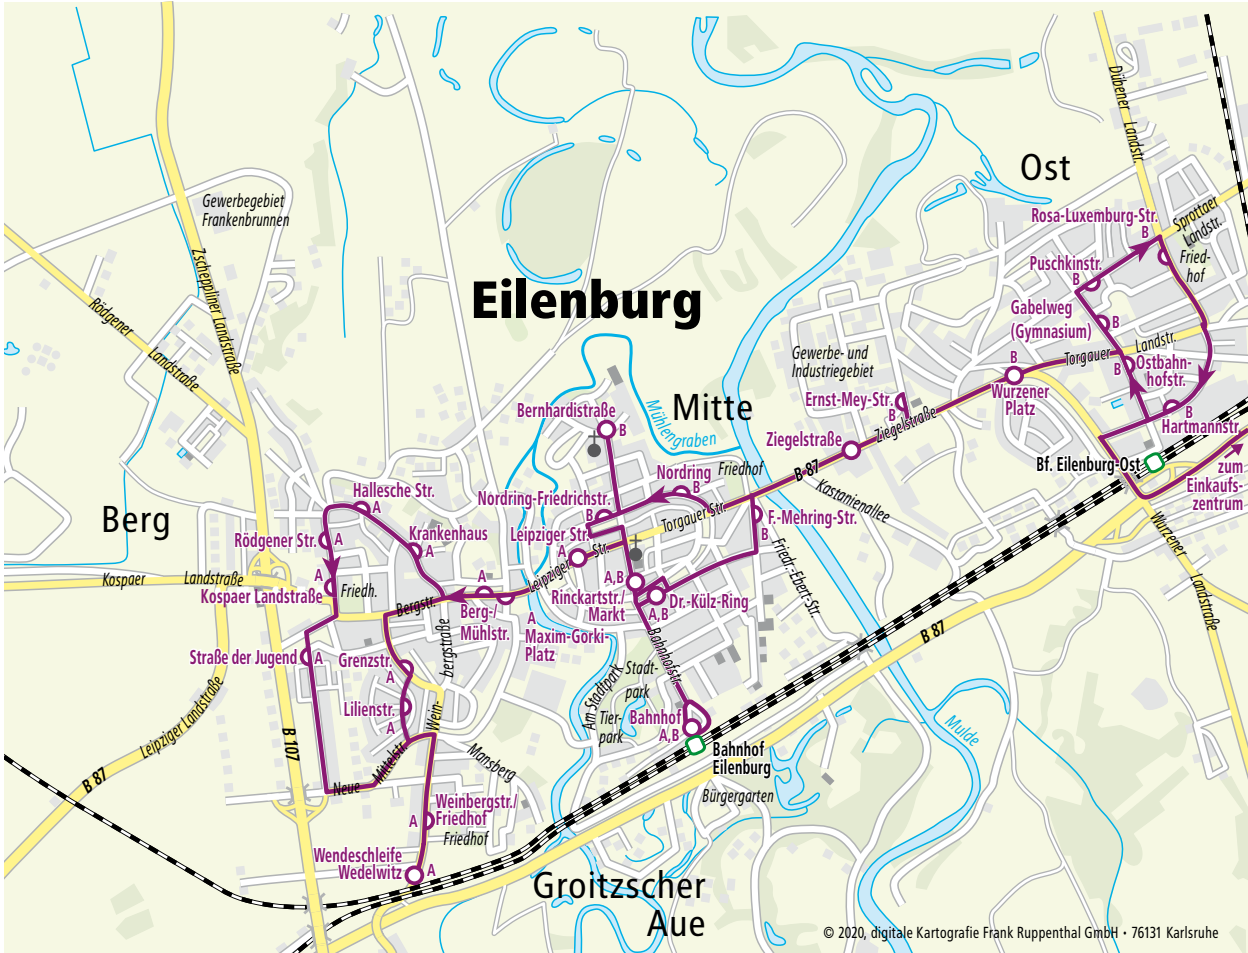 Eilenburg
Ost
Mitte
Berg
Groitzscher
Aue
Gewerbegebiet
Frankenbrunnen
Zscheppliner Landstraße
Rödgener
Landstraße
Dübener
Landstr.
Rosa-Luxemburg-Str.
B
Sprottaer
Landstr.
Fried-
hof
Puschkinstr.
B
Gabelweg
(Gymnasium)
B
Torgauer
Landstr.
Ostbahn-
hofstr.
B
B
Hartmannstr.
B
Wurzener
Platz
Gewerbe- und
Industriegebiet
Ernst-Mey-Str.
B
Ziegelstraße
Ziegelstraße
B 87
Bf. Eilenburg-Ost
zum
Einkaufs-
zentrum
Wurzener
Landstraße
Kastanienallee
Mühlengraben
Bernhardistraße
B
Nordring
B
Friedhof
Nordring-Friedrichstr.
B
Leipziger Str.
A
Torgauer Str.
Leipziger
Str.
F.-Mehring-Str.
B
Friedr.-Ebert-Str.
A,B
Rinckartstr./
Markt
Dr.-Külz-Ring
A,B
Bahnhofstr.
Hallesche Str.
A
Krankenhaus
A
Rödgener Str.
A
Kospaer
Landstraße
A
Kospaer Landstraße
Friedh.
Bergstr.
A
Berg-/
Mühlstr.
A
Maxim-Gorki-
Platz
bergstraße
Wein-
Straße der Jugend
A
Grenzstr.
A
Lilienstr.
A
Am Stadtpark
Stadt-
park
Tier-
park
Bahnhof
A,B
Bahnhof
Eilenburg
B 87
Mulde
Leipziger Landstraße
B 87
B 107
Neue
Mittelstr.
Mansberg
Bürgergarten
Weinbergstr./
Friedhof
A
Friedhof
Wendeschleife
Wedelwitz
A
© 2020, digitale Kartografie Frank Ruppenthal GmbH • 76131 Karlsruhe